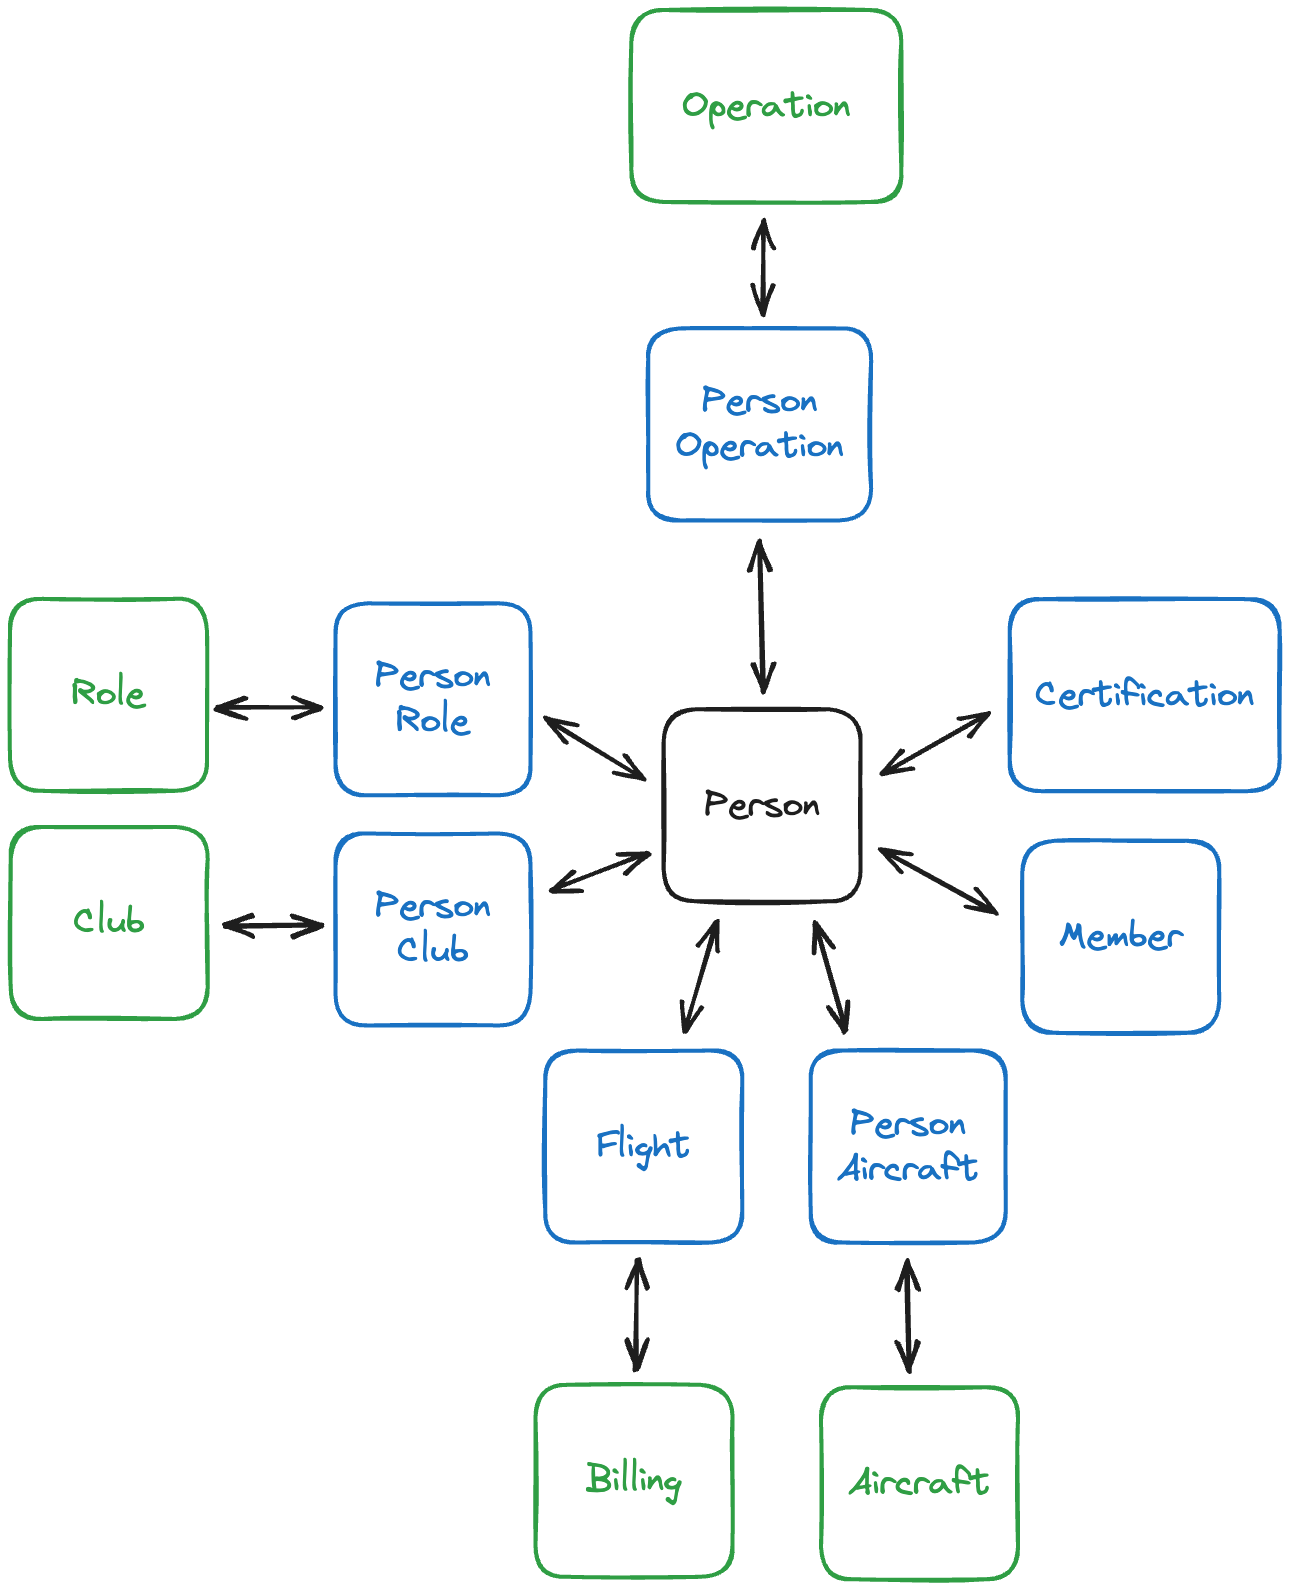 Operation
Person
Operation
Role
Person
Role
Certification
Person
Club
Person
Club
Member
Flight
Person
Aircraft
Billing
Aircraft